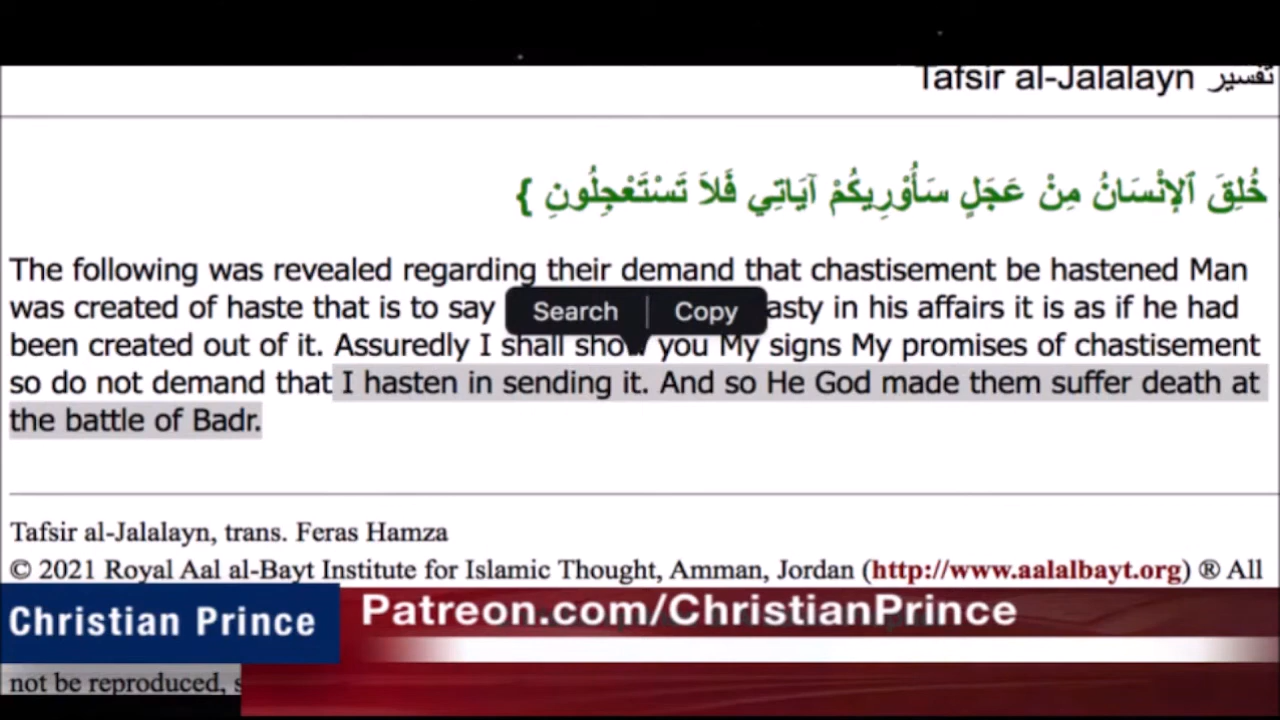 Tafsir al-Jalalayn تفسير
خُلِقَ ٱلإنْسَانُ مِنْ عَجَلٍ سَأُوْرِيكُمْ آيَاتِي فَلاَ تَسْتَعْجِلُونِ }
The following was revealed regarding their demand that chastisement be hastened Man
was created of haste that is to say asty in his affairs it is as if he had
Search Copy
been created out of it. Assuredly I shall show you My signs My promises of chastisement
so do not demand that I hasten in sending it. And so He God made them suffer death at
the battle of Badr.
Tafsir al-Jalalayn, trans. Feras Hamza
© 2021 Royal Aal al-Bayt Institute for Islamic Thought, Amman, Jordan (http://www.aalalbayt.org) ® All
Christian Prince
Patreon.com/ChristianPrince
not be reproduced, s